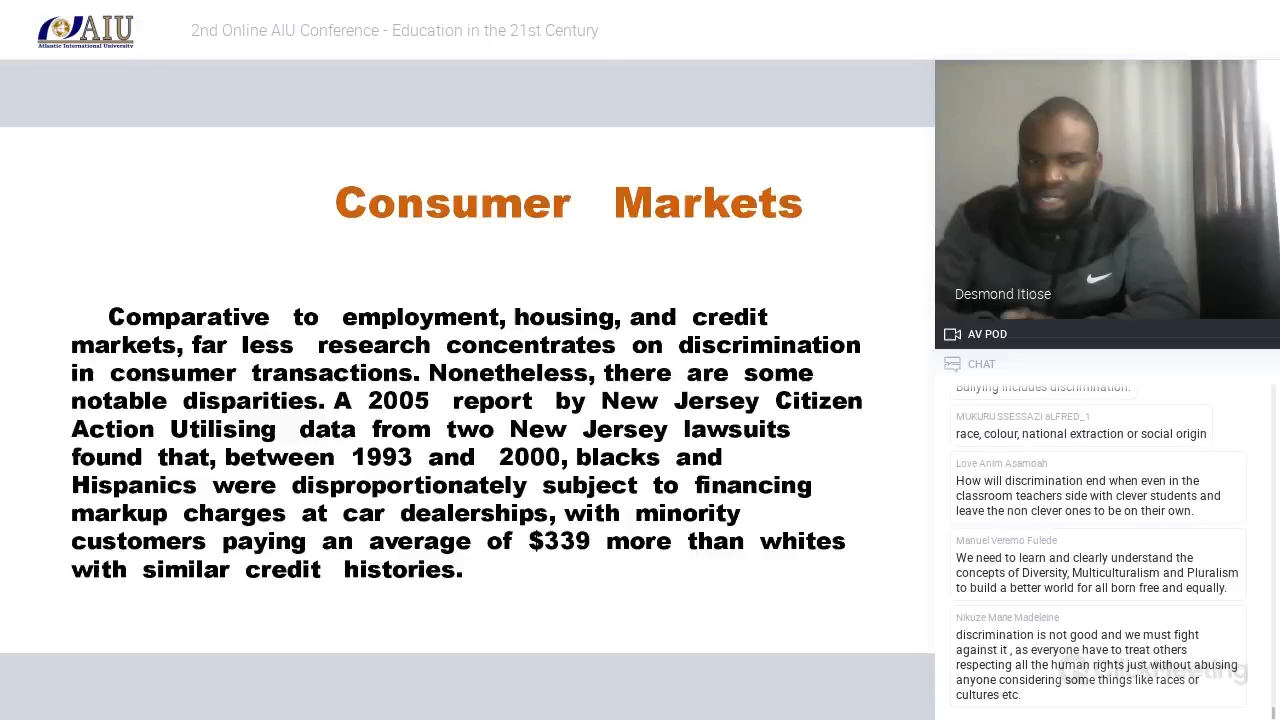 AIU
Atlantic International University
2nd Online AIU Conference - Education in the 21st Century
Consumer Markets
Comparative to employment, housing, and credit
markets, far less research concentrates on discrimination
in consumer transactions. Nonetheless, there are some
notable disparities. A 2005 report by New Jersey Citizen
Action Utilising data from two New Jersey lawsuits
found that, between 1993 and 2000, blacks and
Hispanics were disproportionately subject to financing
markup charges at car dealerships, with minority
customers paying an average of $339 more than whites
with similar credit histories.
Desmond Itiose
AV POD
CHAT
Bullying includes discrimination.
MUKURU SSESSAZI aLFRED_1
race, colour, national extraction or social origin
Love Anim Asamoah
How will discrimination end when even in the
classroom teachers side with clever students and
leave the non clever ones to be on their own.
Manuel Veremo Fulede
We need to learn and clearly understand the
concepts of Diversity, Multiculturalism and Pluralism
to build a better world for all born free and equally.
Nikuze Marie Madeleine
discrimination is not good and we must fight
against it , as everyone have to treat others
respecting all the human rights just without abusing
anyone considering some things like races or
cultures etc.
ClickMeeting